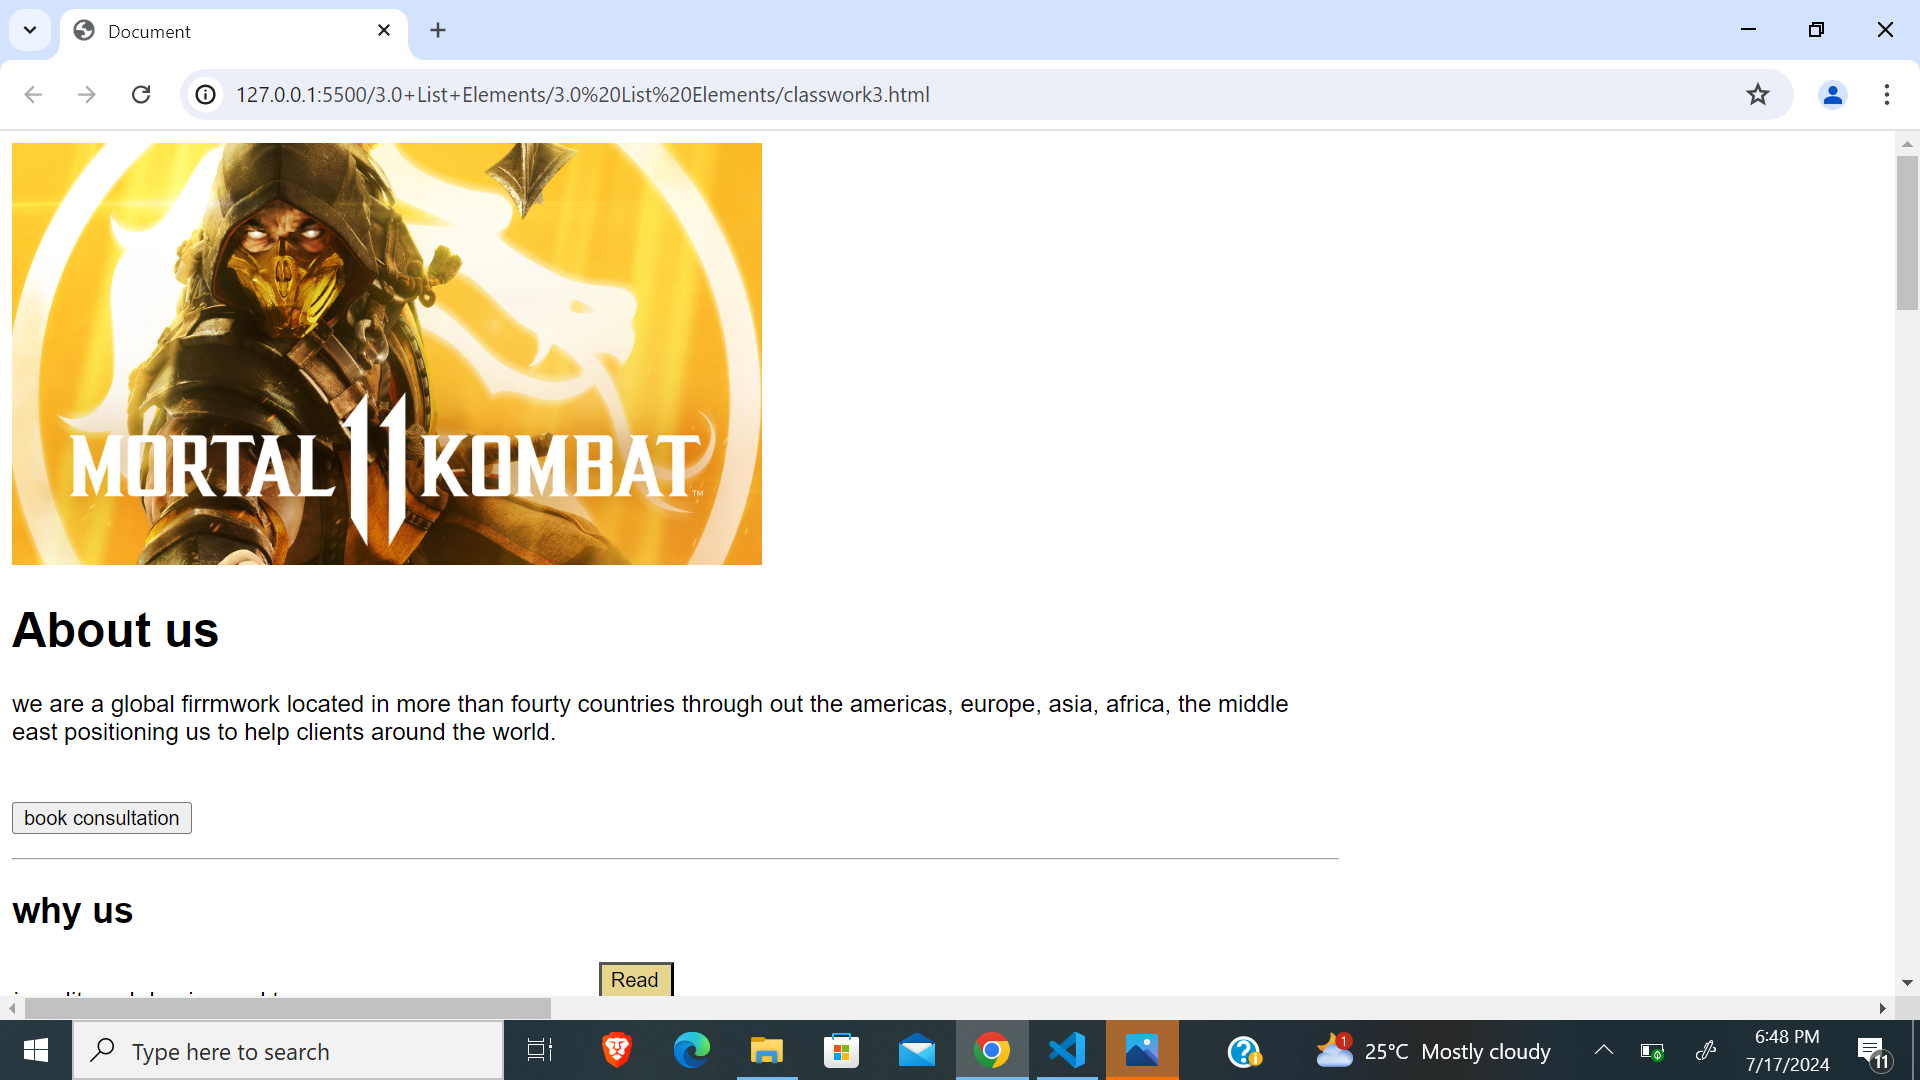 Document
127.0.0.1:5500/3.0+List+Elements/3.0%20List%20Elements/classwork3.html
MORTAL 11 KOMBAT™
About us
we are a global firrmwork located in more than fourty countries through out the americas, europe, asia, africa, the middle
east positioning us to help clients around the world.
book consultation
why us
Read
Type here to search
1
25°C Mostly cloudy
6:48 PM
7/17/2024
11